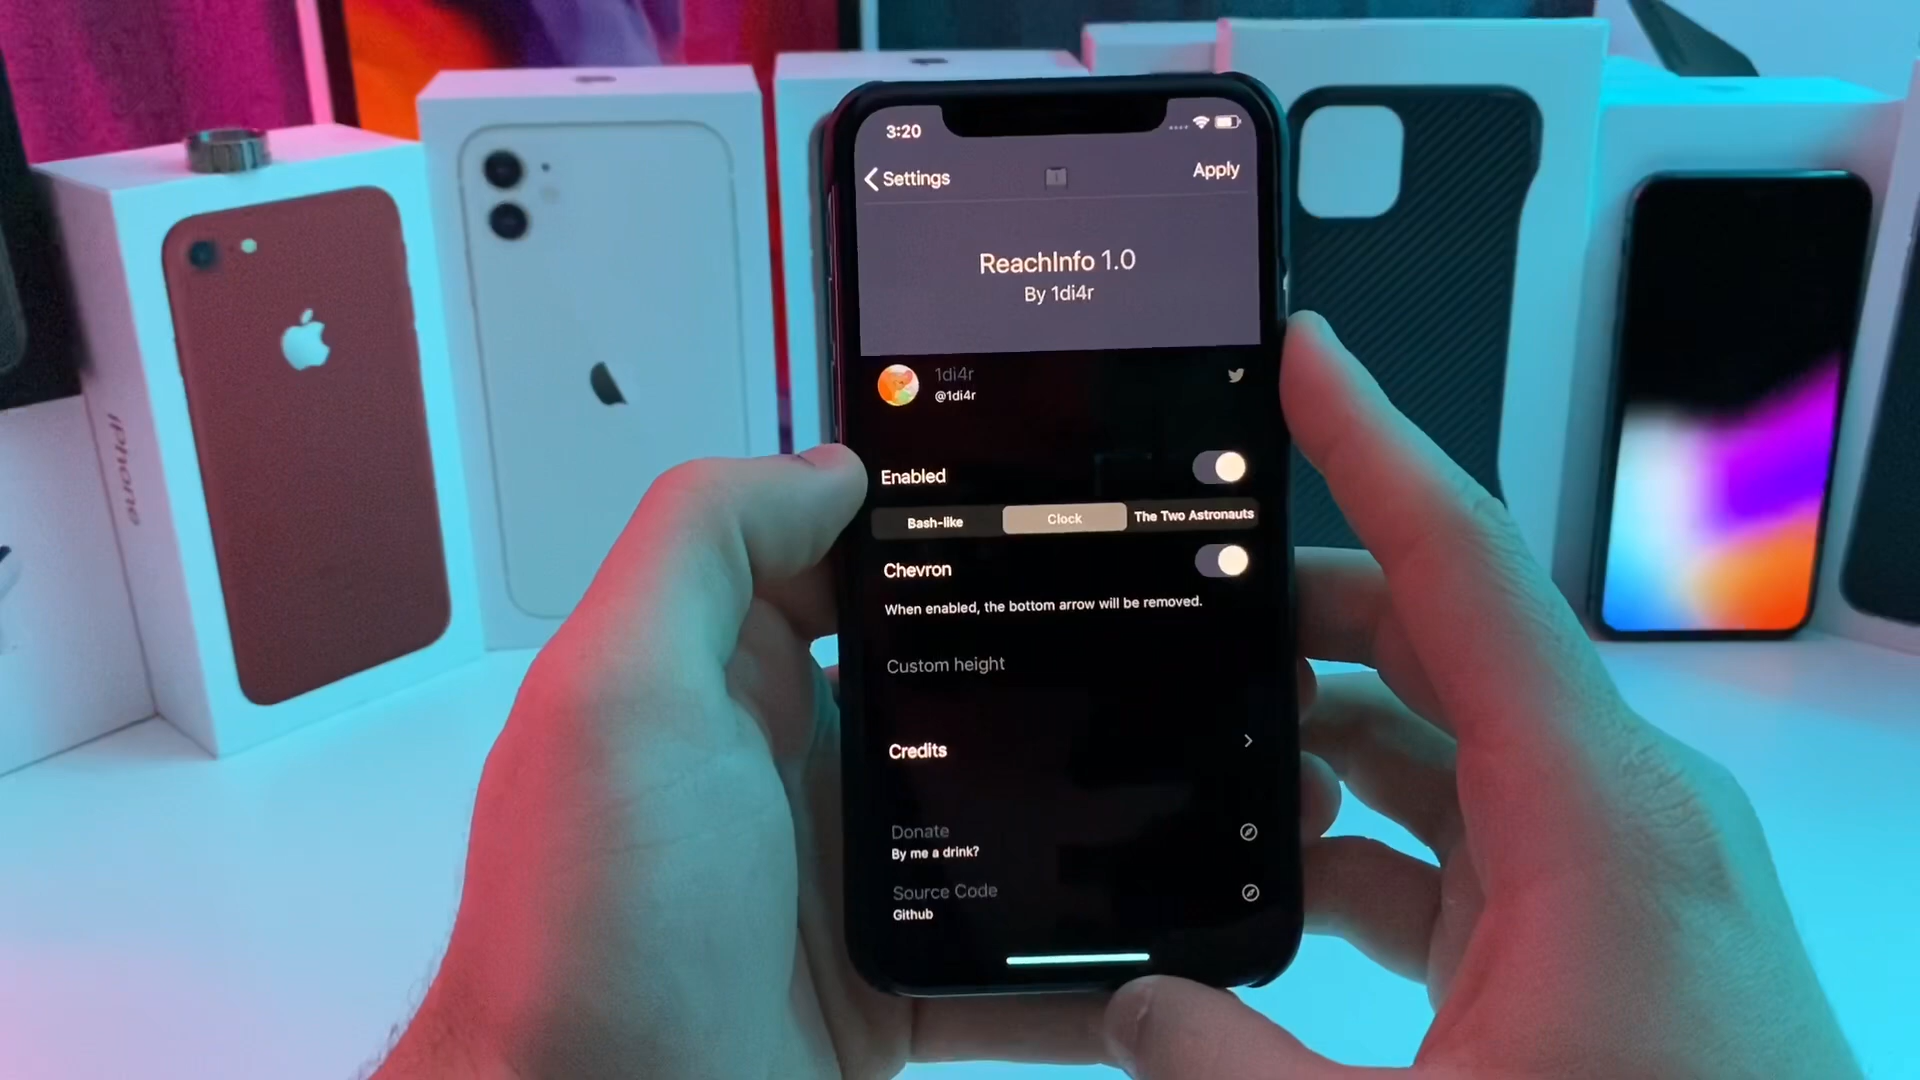 3:20
Settings
Apply
ReachInfo 1.0
By 1di4r
1di4r
@1di4r
Enabled
Bash-like
Clock
The Two Astronauts
Chevron
When enabled, the bottom arrow will be removed.
Custom height
Credits
Donate
By me a drink?
Source Code
Github
iPhone